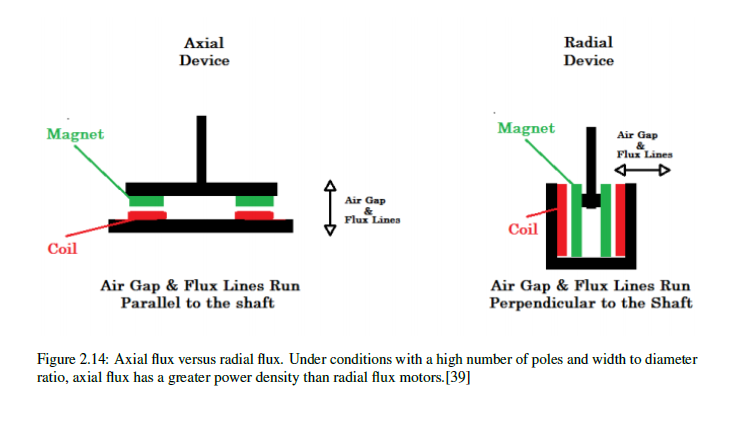 Axial
Device
Magnet
Coil
Air Gap
&
Flux Lines
Air Gap & Flux Lines Run
Parallel to the shaft
Radial
Device
Magnet
Coil
Air Gap
&
Flux Lines
Air Gap & Flux Lines Run
Perpendicular to the Shaft
Figure 2.14: Axial flux versus radial flux. Under conditions with a high number of poles and width to diameter
ratio, axial flux has a greater power density than radial flux motors.[39]